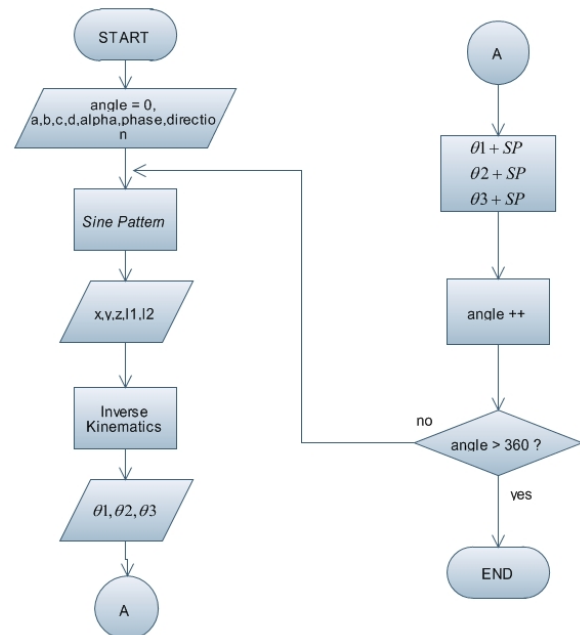 START
angle = 0,
a,b,c,d,alpha,phase,directio
n
Sine Pattern
x,y,z,l1,l2
Inverse
Kinematics
θ1,θ2,θ3
A
A
θ1 + SP
θ2 + SP
θ3 + SP
angle ++
no
angle > 360 ?
yes
END